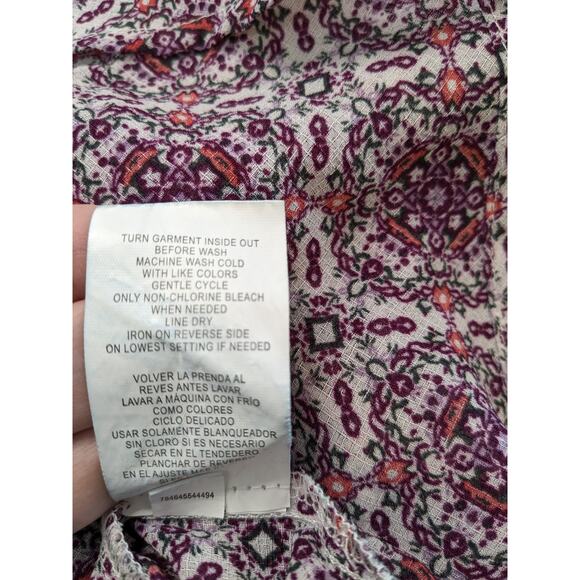 TURN GARMENT INSIDE OUT
BEFORE WASH
MACHINE WASH COLD
WITH LIKE COLORS
GENTLE CYCLE
ONLY NON-CHLORINE BLEACH
WHEN NEEDED
LINE DRY
IRON ON REVERSE SIDE
ON LOWEST SETTING IF NEEDED
VOLVER LA PRENDA AL
REVES ANTES LAVAR
LAVAR A MÁQUINA CON FRÍO
COMO COLORES
CICLO DELICADO
USAR SOLAMENTE BLANQUEADOR
SIN CLORO SI ES NECESARIO
SECAR EN EL TENDEDERO
PLANCHAR DE REVERSO
EN EL AJUSTE
784645544494